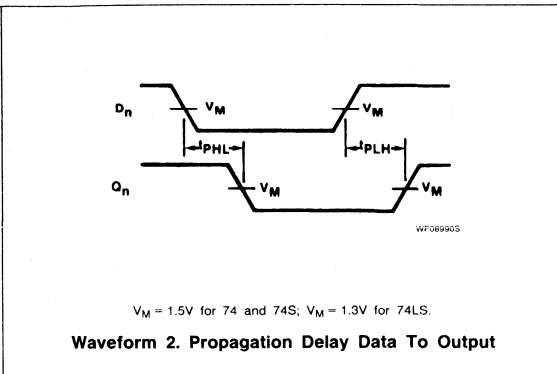 Dn VM VM
tPHL tPLH
Qn VM VM
WF08990S
VM = 1.5V for 74 and 74S; VM = 1.3V for 74LS.
Waveform 2. Propagation Delay Data To Output